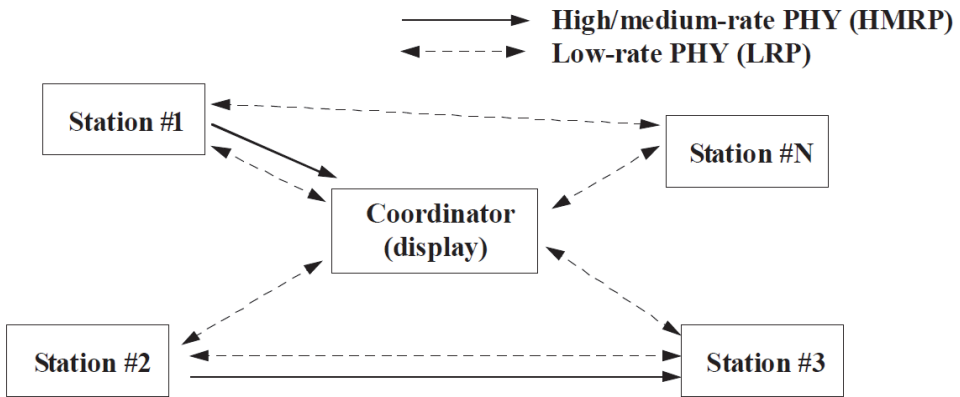 High/medium-rate PHY (HMRP)
Low-rate PHY (LRP)
Station #1
Station #N
Coordinator
(display)
Station #2
Station #3